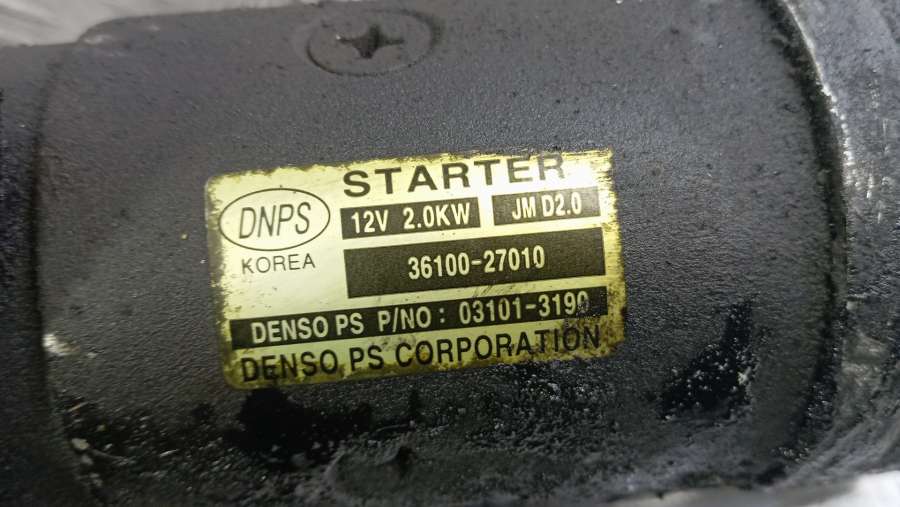 STARTER
DNPS
12V 2.0KW JM D2.0
KOREA
36100-27010
DENSO PS P/NO : 03101-3190
DENSO PS CORPORATION